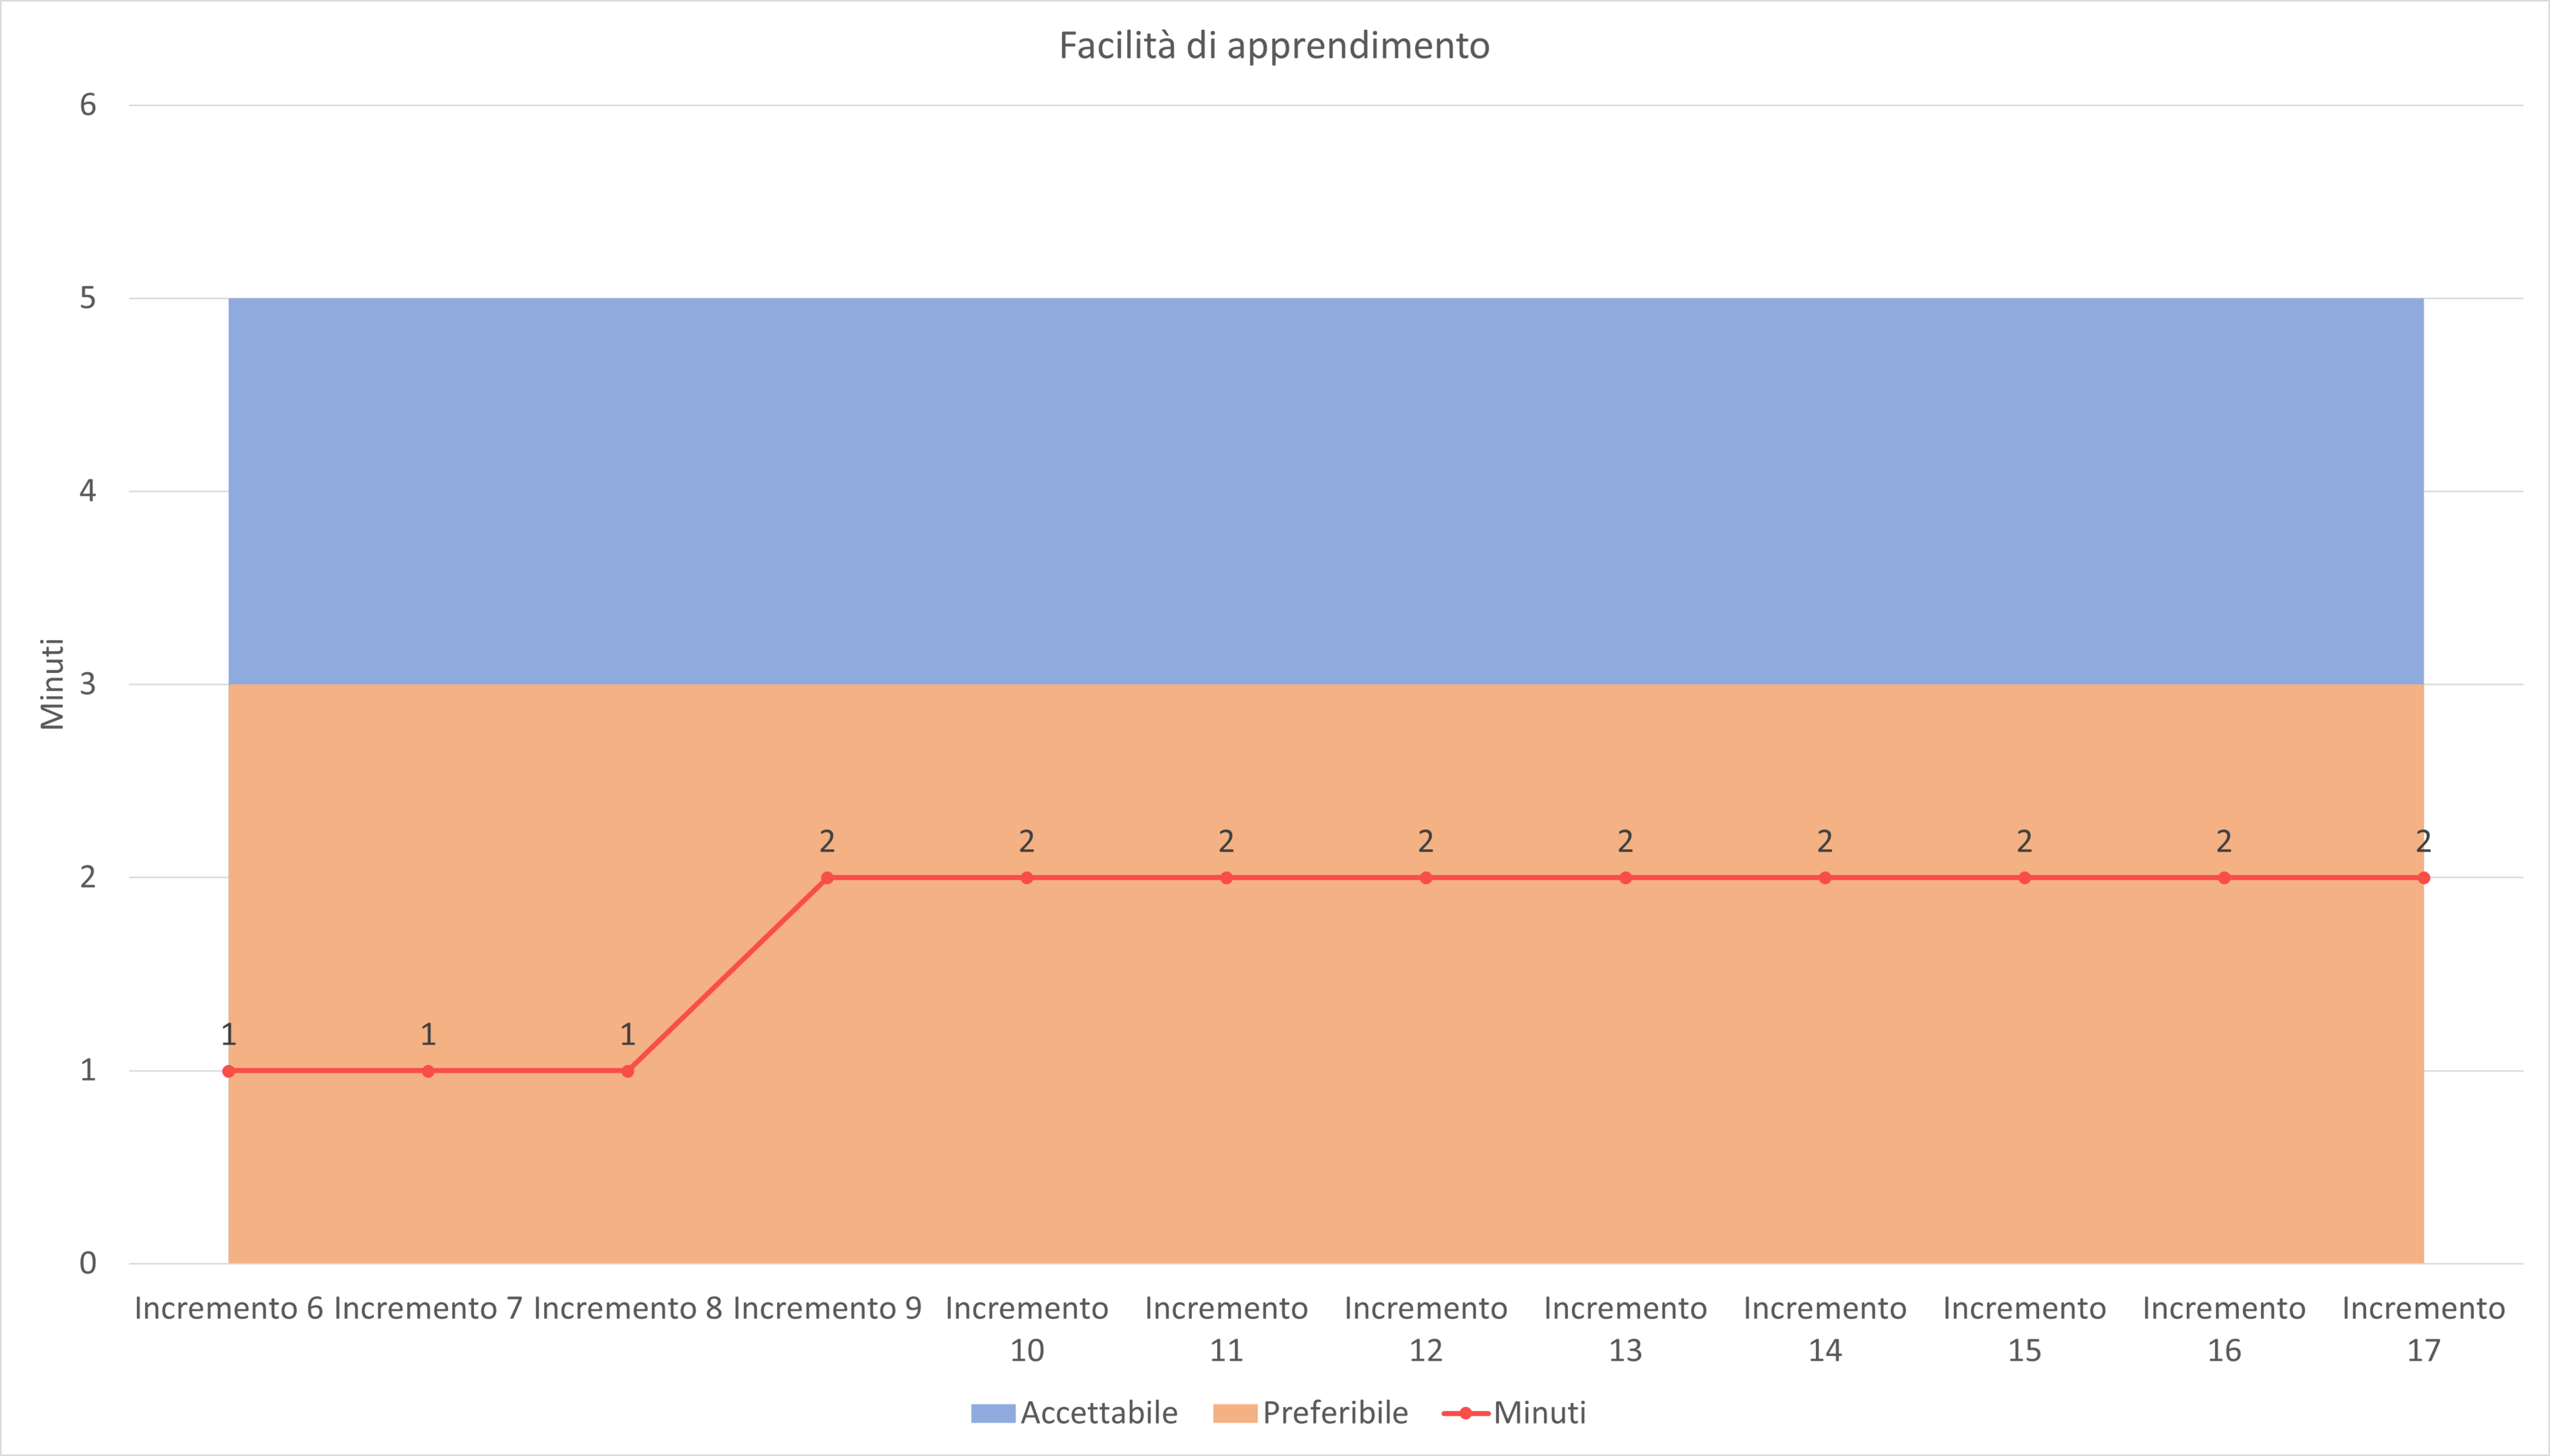 Facilità di apprendimento
6
5
4
3
2
1
0
Minuti
1 1 1 2 2 2 2 2 2 2 2 2
Incremento 6 Incremento 7 Incremento 8 Incremento 9 Incremento 10 Incremento 11 Incremento 12 Incremento 13 Incremento 14 Incremento 15 Incremento 16 Incremento 17
Accettabile Preferibile Minuti